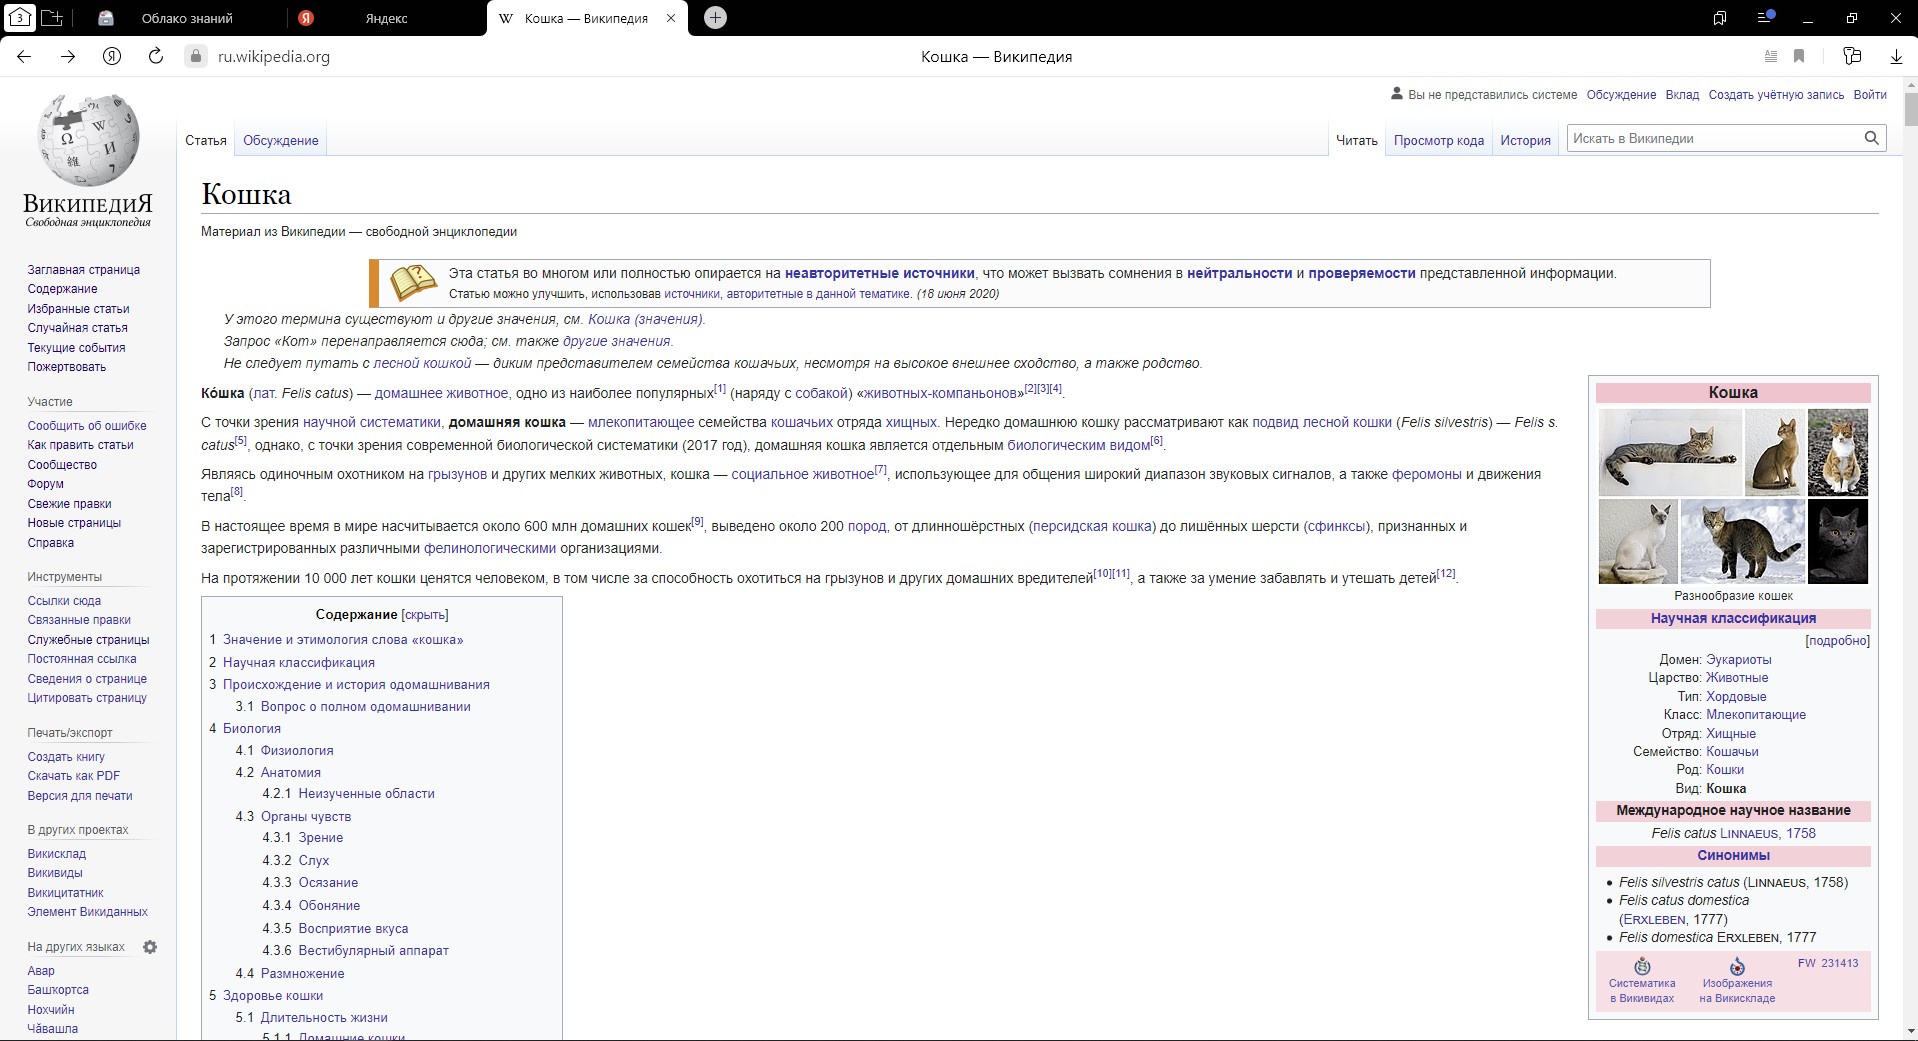 3
Облако знаний
Яндекс
Кошка — Википедия
ru.wikipedia.org
Кошка — Википедия
ВикипедиЯ
Свободная энциклопедия
Вы не представились системе Обсуждение Вклад Создать учётную запись Войти
Статья Обсуждение
Читать Просмотр кода История
Искать в Википедии
Заглавная страница
Содержание
Избранные статьи
Случайная статья
Текущие события
Пожертвовать
Участие
Сообщить об ошибке
Как править статьи
Сообщество
Форум
Свежие правки
Новые страницы
Справка
Инструменты
Ссылки сюда
Связанные правки
Служебные страницы
Постоянная ссылка
Сведения о странице
Цитировать страницу
Печать/экспорт
Создать книгу
Скачать как PDF
Версия для печати
В других проектах
Викисклад
Викивиды
Викицитатник
Элемент Викиданных
На других языках
Авар
Башҡортса
Нохчийн
Чӑвашла
Кошка
Материал из Википедии — свободной энциклопедии
Эта статья во многом или полностью опирается на неавторитетные источники, что может вызвать сомнения в нейтральности и проверяемости представленной информации.
Статью можно улучшить, использовав источники, авторитетные в данной тематике. (18 июня 2020)
У этого термина существуют и другие значения, см. Кошка (значения).
Запрос «Кот» перенаправляется сюда; см. также другие значения.
Не следует путать с лесной кошкой — диким представителем семейства кошачьих, несмотря на высокое внешнее сходство, а также родство.
Ко́шка (лат. Felis catus) — домашнее животное, одно из наиболее популярных[1] (наряду с собакой) «животных-компаньонов»[2][3][4].
С точки зрения научной систематики, домашняя кошка — млекопитающее семейства кошачьих отряда хищных. Нередко домашнюю кошку рассматривают как подвид лесной кошки (Felis silvestris) — Felis s.
catus[5], однако, с точки зрения современной биологической систематики (2017 год), домашняя кошка является отдельным биологическим видом[6].
Являясь одиночным охотником на грызунов и других мелких животных, кошка — социальное животное[7], использующее для общения широкий диапазон звуковых сигналов, а также феромоны и движения
тела[8].
В настоящее время в мире насчитывается около 600 млн домашних кошек[9], выведено около 200 пород, от длинношёрстных (персидская кошка) до лишённых шерсти (сфинксы), признанных и
зарегистрированных различными фелинологическими организациями.
На протяжении 10 000 лет кошки ценятся человеком, в том числе за способность охотиться на грызунов и других домашних вредителей[10][11], а также за умение забавлять и утешать детей[12].
Содержание [скрыть]
1 Значение и этимология слова «кошка»
2 Научная классификация
3 Происхождение и история одомашнивания
3.1 Вопрос о полном одомашнивании
4 Биология
4.1 Физиология
4.2 Анатомия
4.2.1 Неизученные области
4.3 Органы чувств
4.3.1 Зрение
4.3.2 Слух
4.3.3 Осязание
4.3.4 Обоняние
4.3.5 Восприятие вкуса
4.3.6 Вестибулярный аппарат
4.4 Размножение
5 Здоровье кошки
5.1 Длительность жизни
5.1.1 Домашние кошки
Кошка
Разнообразие кошек
Научная классификация
[подробно]
Домен: Эукариоты
Царство: Животные
Тип: Хордовые
Класс: Млекопитающие
Отряд: Хищные
Семейство: Кошачьи
Род: Кошки
Вид: Кошка
Международное научное название
Felis catus Linnaeus, 1758
Синонимы
• Felis silvestris catus (Linnaeus, 1758)
• Felis catus domestica
(Erxleben, 1777)
• Felis domestica Erxleben, 1777
Систематика
в Викивидах
Изображения
на Викискладе
FW 231413